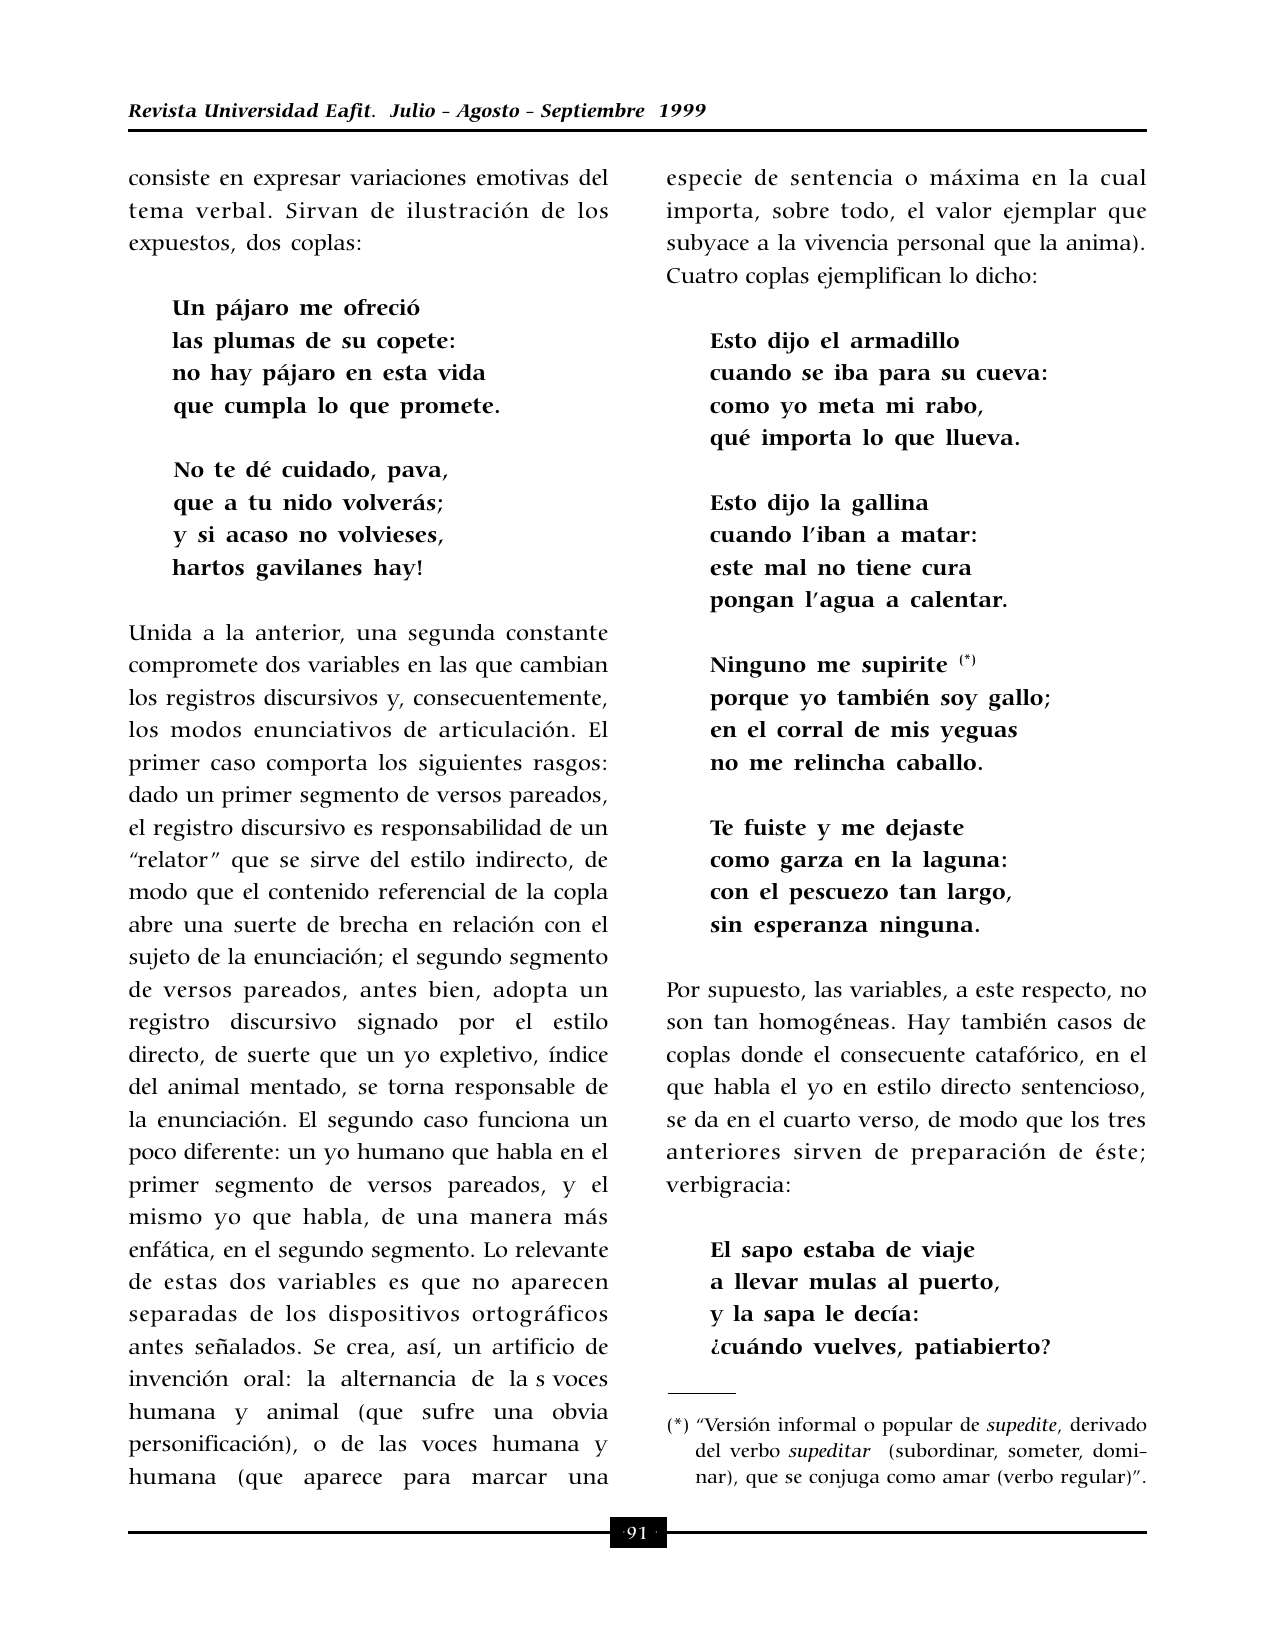 Revista Universidad Eafit. Julio – Agosto – Septiembre 1999
consiste en expresar variaciones emotivas del
tema verbal. Sirvan de ilustración de los
expuestos, dos coplas:
Un pájaro me ofreció
las plumas de su copete:
no hay pájaro en esta vida
que cumpla lo que promete.
No te dé cuidado, pava,
que a tu nido volverás;
y si acaso no volvieses,
hartos gavilanes hay!
Unida a la anterior, una segunda constante
compromete dos variables en las que cambian
los registros discursivos y, consecuentemente,
los modos enunciativos de articulación. El
primer caso comporta los siguientes rasgos:
dado un primer segmento de versos pareados,
el registro discursivo es responsabilidad de un
“relator” que se sirve del estilo indirecto, de
modo que el contenido referencial de la copla
abre una suerte de brecha en relación con el
sujeto de la enunciación; el segundo segmento
de versos pareados, antes bien, adopta un
registro discursivo signado por el estilo
directo, de suerte que un yo expletivo, índice
del animal mentado, se torna responsable de
la enunciación. El segundo caso funciona un
poco diferente: un yo humano que habla en el
primer segmento de versos pareados, y el
mismo yo que habla, de una manera más
enfática, en el segundo segmento. Lo relevante
de estas dos variables es que no aparecen
separadas de los dispositivos ortográficos
antes señalados. Se crea, así, un artificio de
invención oral: la alternancia de la s voces
humana y animal (que sufre una obvia
personificación), o de las voces humana y
humana (que aparece para marcar una
especie de sentencia o máxima en la cual
importa, sobre todo, el valor ejemplar que
subyace a la vivencia personal que la anima).
Cuatro coplas ejemplifican lo dicho:
Esto dijo el armadillo
cuando se iba para su cueva:
como yo meta mi rabo,
qué importa lo que llueva.
Esto dijo la gallina
cuando l’iban a matar:
este mal no tiene cura
pongan l’agua a calentar.
Ninguno me supirite (*)
porque yo también soy gallo;
en el corral de mis yeguas
no me relincha caballo.
Te fuiste y me dejaste
como garza en la laguna:
con el pescuezo tan largo,
sin esperanza ninguna.
Por supuesto, las variables, a este respecto, no
son tan homogéneas. Hay también casos de
coplas donde el consecuente catafórico, en el
que habla el yo en estilo directo sentencioso,
se da en el cuarto verso, de modo que los tres
anteriores sirven de preparación de éste;
verbigracia:
El sapo estaba de viaje
a llevar mulas al puerto,
y la sapa le decía:
¿cuándo vuelves, patiabierto?
(*) “Versión informal o popular de supedite, derivado
del verbo supeditar (subordinar, someter, domi-
nar), que se conjuga como amar (verbo regular)”.
91